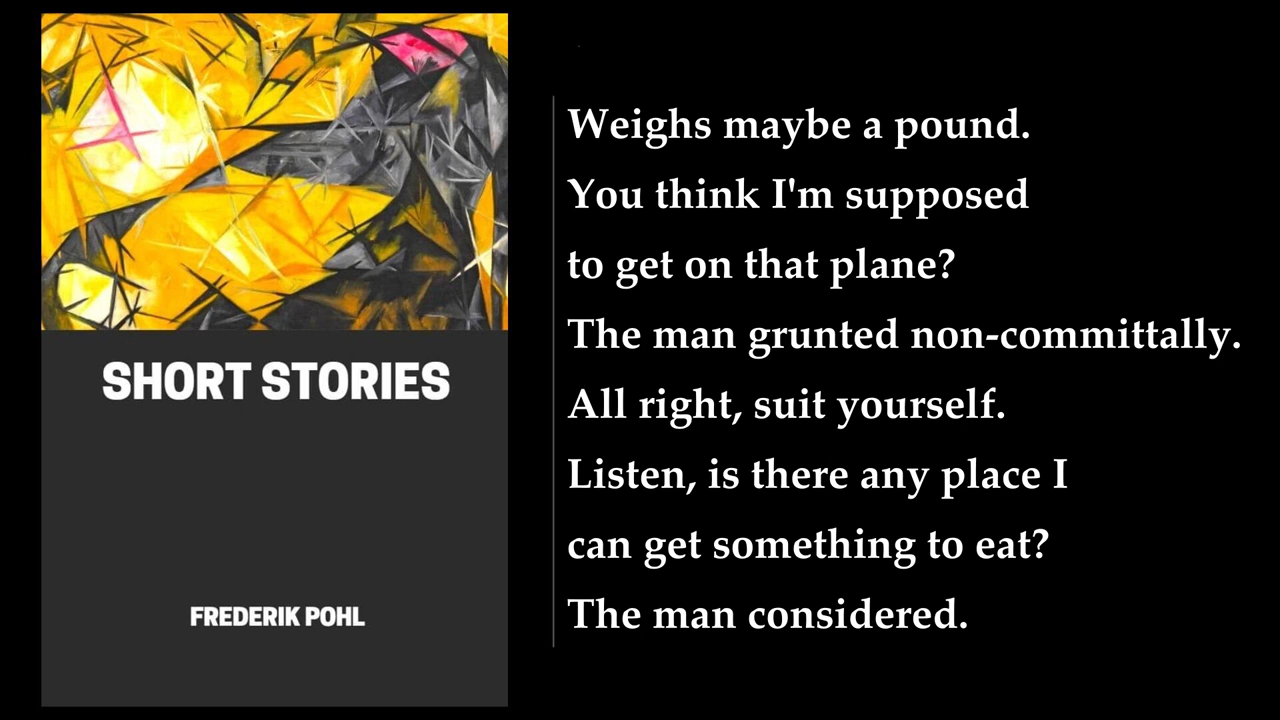 SHORT STORIES
FREDERIK POHL
Weighs maybe a pound.
You think I'm supposed
to get on that plane?
The man grunted non-committally.
All right, suit yourself.
Listen, is there any place I
can get something to eat?
The man considered.